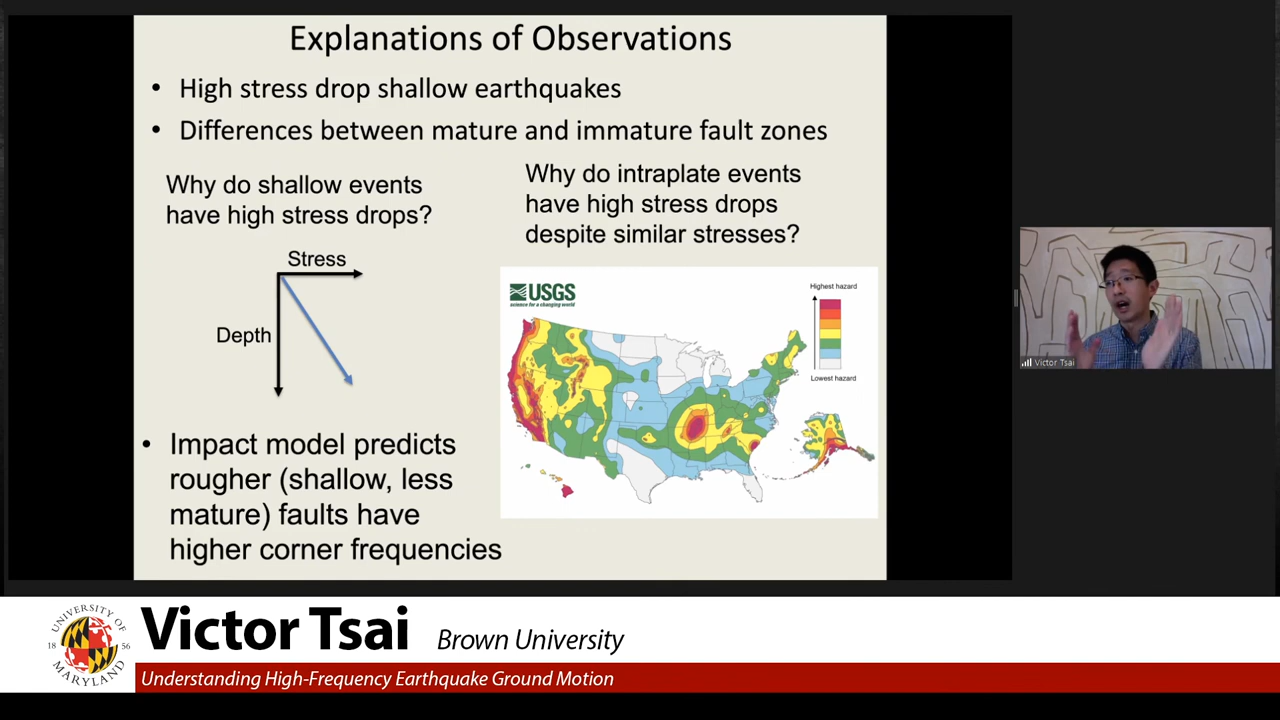 Explanations of Observations
• High stress drop shallow earthquakes
• Differences between mature and immature fault zones
Why do shallow events
have high stress drops?
Stress
Depth
• Impact model predicts
rougher (shallow, less
mature) faults have
higher corner frequencies
Why do intraplate events
have high stress drops
despite similar stresses?
USGS
science for a changing world
Highest hazard
Lowest hazard
Victor Tsai
UNIVERSITY OF
18 56
MARYLAND
Victor Tsai Brown University
Understanding High-Frequency Earthquake Ground Motion